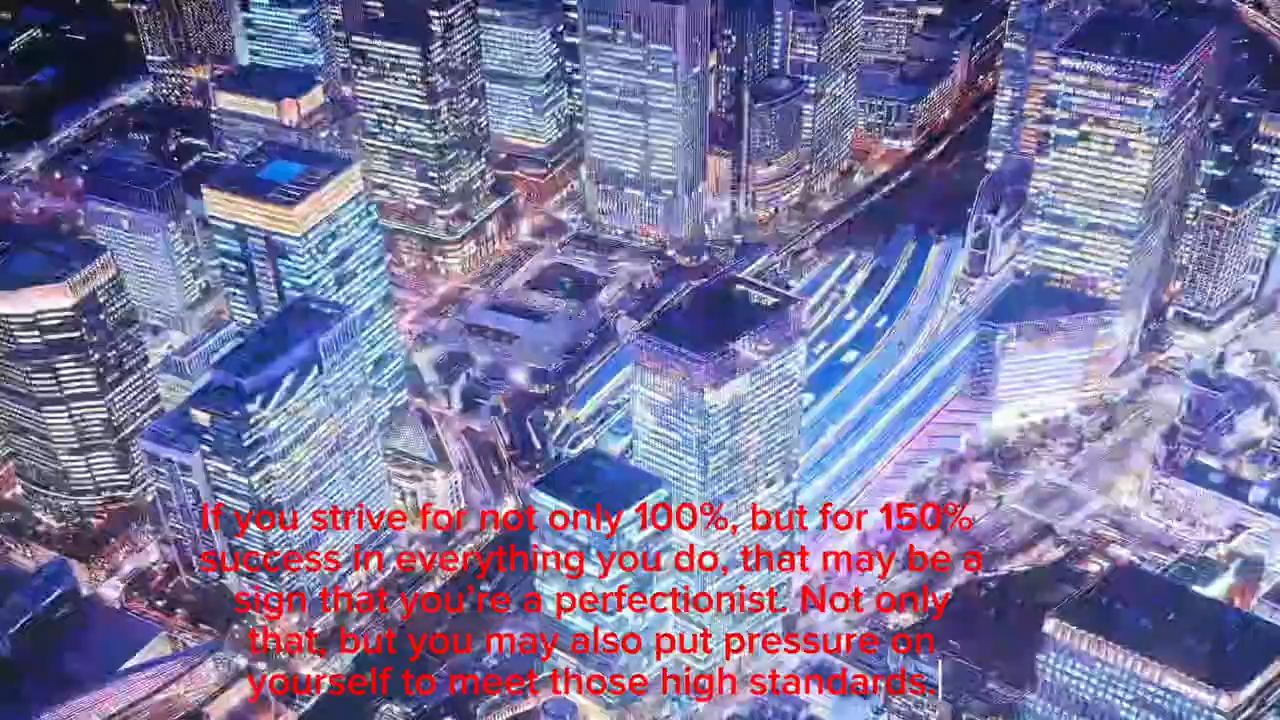 If you strive for not only 100%, but for 150%
success in everything you do, that may be a
sign that you're a perfectionist. Not only
that, but you may also put pressure on
yourself to meet those high standards.